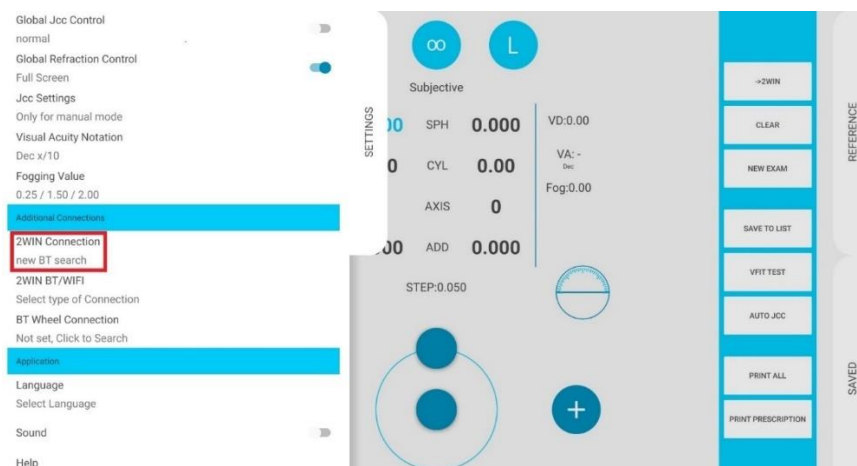 Global Jcc Control
normal
Global Refraction Control
Full Screen
Jcc Settings
Only for manual mode
Visual Acuity Notation
Dec x/10
Fogging Value
0.25 / 1.50 / 2.00
Additional Connections
2WIN Connection
new BT search
2WIN BT/WIFI
Select type of Connection
BT Wheel Connection
Not set, Click to Search
Application
Language
Select Language
Sound
Help
SETTINGS
∞ L
Subjective
00 SPH 0.000
0 CYL 0.00
AXIS 0
00 ADD 0.000
STEP:0.050
VD:0.00
VA: -
Dec
Fog:0.00
+
→2WIN
CLEAR
NEW EXAM
SAVE TO LIST
VFIT TEST
AUTO JCC
PRINT ALL
PRINT PRESCRIPTION
REFERENCE
SAVED